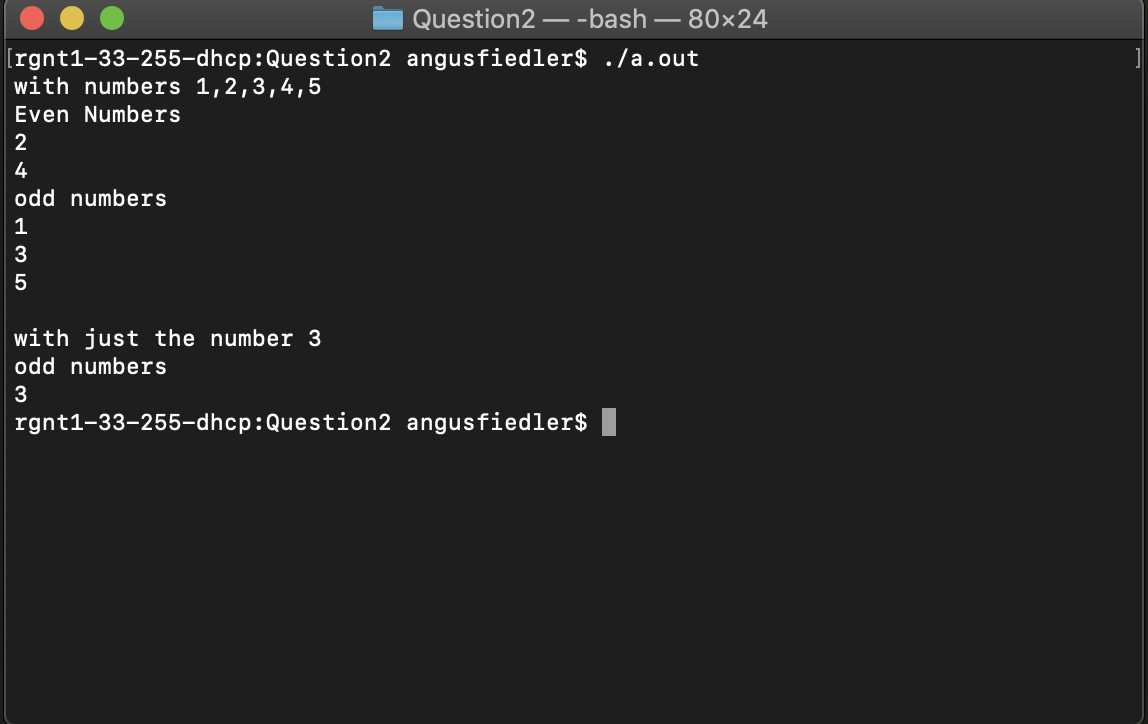 Question2 — -bash — 80×24
[rgnt1-33-255-dhcp:Question2 angusfiedler$ ./a.out ]
with numbers 1,2,3,4,5
Even Numbers
2
4
odd numbers
1
3
5
with just the number 3
odd numbers
3
rgnt1-33-255-dhcp:Question2 angusfiedler$